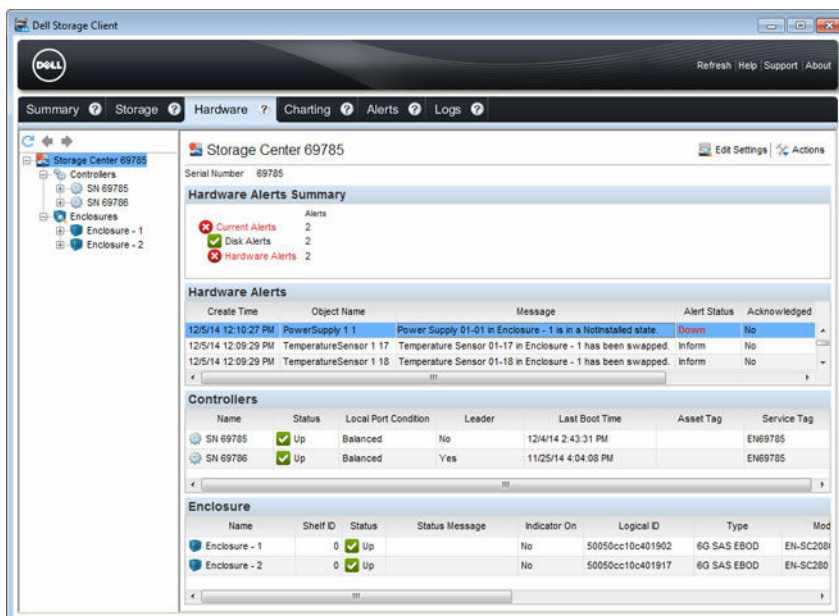 Dell Storage Client
DELL
Refresh | Help | Support | About
Summary ? Storage ? Hardware ? Charting ? Alerts ? Logs ?
Storage Center 69785
Controllers
SN 69785
SN 69786
Enclosures
Enclosure - 1
Enclosure - 2
Storage Center 69785
Edit Settings | Actions
Serial Number 69785
Hardware Alerts Summary
Alerts
Current Alerts 2
Disk Alerts 2
Hardware Alerts 2
Hardware Alerts
Create Time Object Name Message Alert Status Acknowledged
12/5/14 12:10:27 PM PowerSupply 1 1 Power Supply 01-01 in Enclosure - 1 is in a NotInstalled state. Down No
12/5/14 12:09:29 PM TemperatureSensor 1 17 Temperature Sensor 01-17 in Enclosure - 1 has been swapped. Inform No
12/5/14 12:09:29 PM TemperatureSensor 1 18 Temperature Sensor 01-18 in Enclosure - 1 has been swapped. Inform No
Controllers
Name Status Local Port Condition Leader Last Boot Time Asset Tag Service Tag
SN 69785 Up Balanced No 12/4/14 2:43:31 PM EN69785
SN 69786 Up Balanced Yes 11/25/14 4:04:08 PM EN69785
Enclosure
Name Shelf ID Status Status Message Indicator On Logical ID Type Mod
Enclosure - 1 0 Up No 50050cc10c401902 6G SAS EBOD EN-SC208
Enclosure - 2 0 Up No 50050cc10c401917 6G SAS EBOD EN-SC280